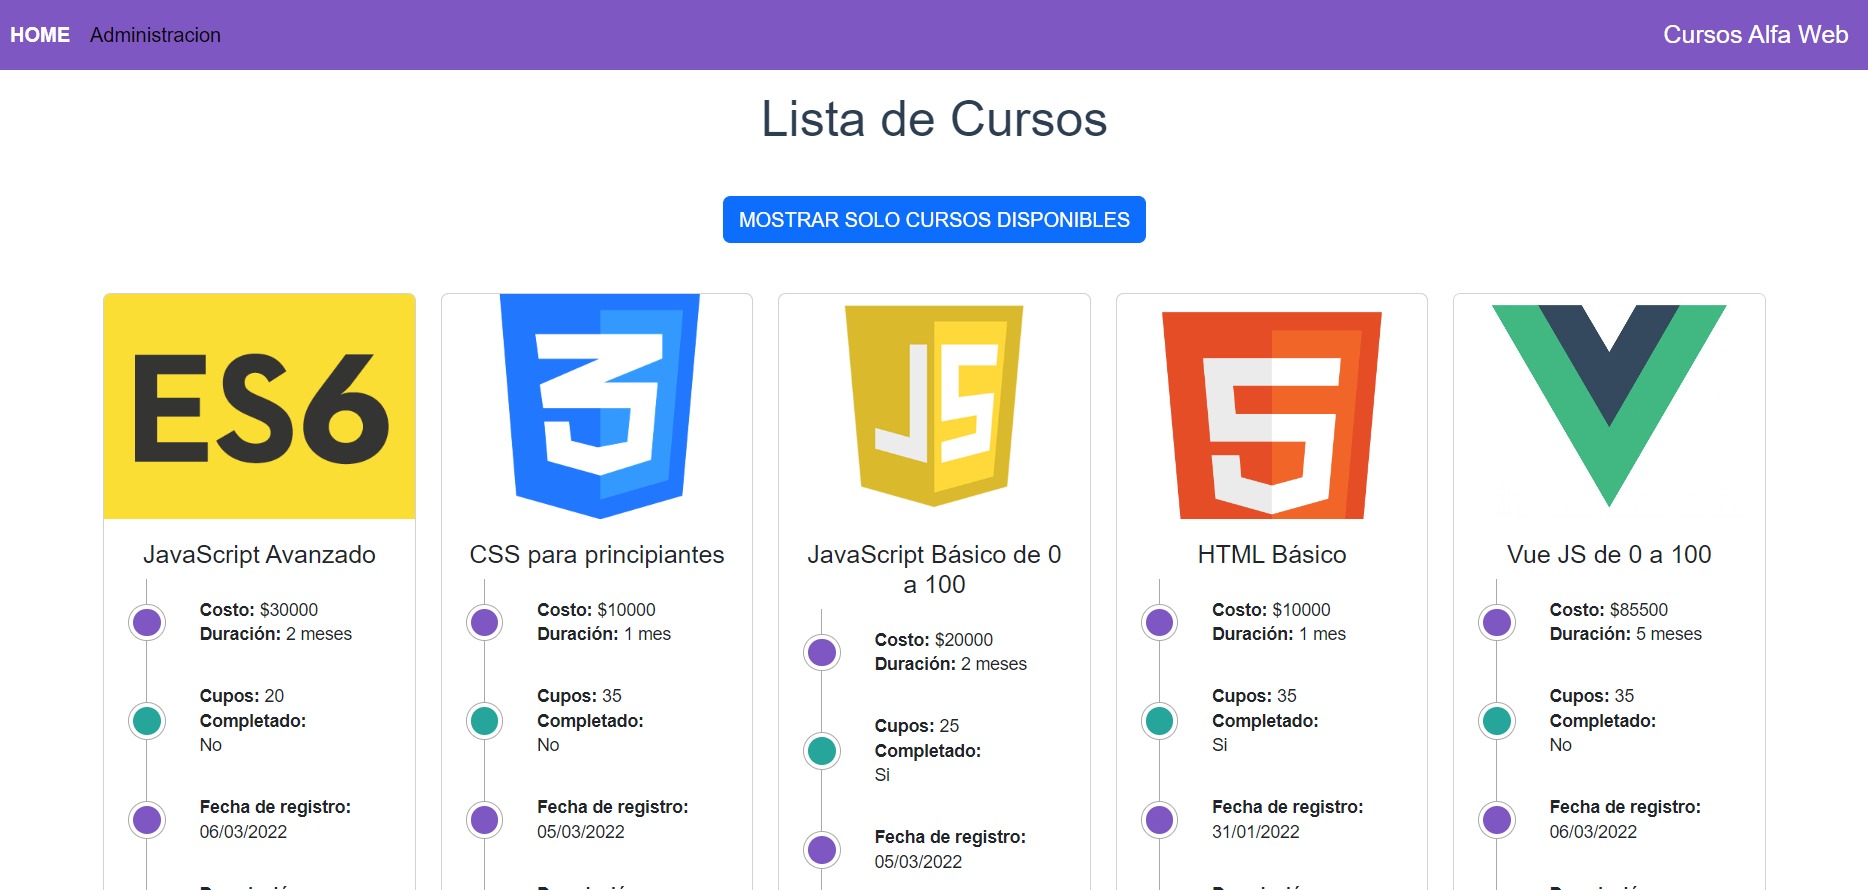 HOME Administracion Cursos Alfa Web
Lista de Cursos
MOSTRAR SOLO CURSOS DISPONIBLES
ES6
JavaScript Avanzado
Costo: $30000
Duración: 2 meses
Cupos: 20
Completado:
No
Fecha de registro:
06/03/2022
3
CSS para principiantes
Costo: $10000
Duración: 1 mes
Cupos: 35
Completado:
No
Fecha de registro:
05/03/2022
JS
JavaScript Básico de 0
a 100
Costo: $20000
Duración: 2 meses
Cupos: 25
Completado:
Si
Fecha de registro:
05/03/2022
5
HTML Básico
Costo: $10000
Duración: 1 mes
Cupos: 35
Completado:
Si
Fecha de registro:
31/01/2022
Vue JS de 0 a 100
Costo: $85500
Duración: 5 meses
Cupos: 35
Completado:
No
Fecha de registro:
06/03/2022